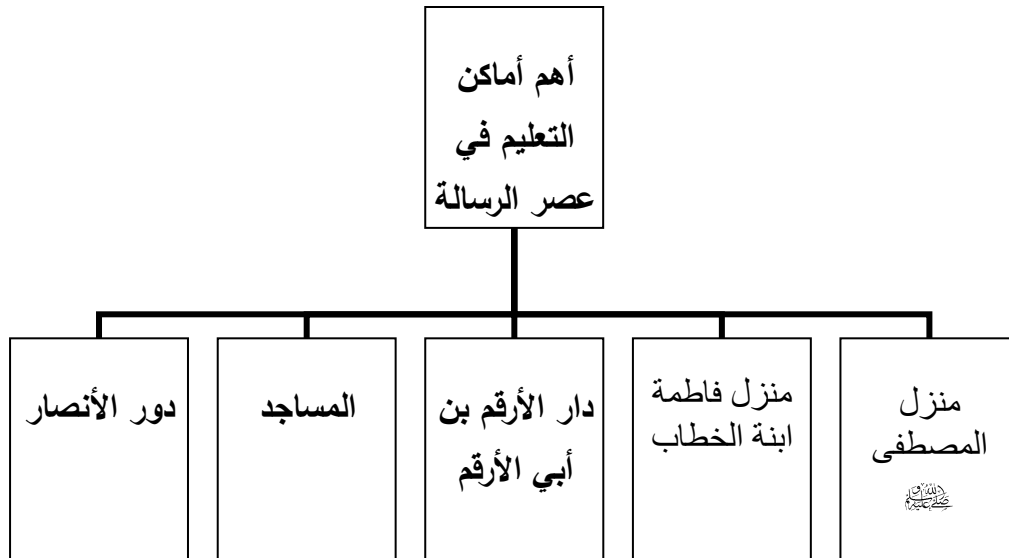 أهم أماكن
التعليم في
عصر الرسالة
منزل
المصطفى
ﷺ
منزل فاطمة
ابنة الخطاب
دار الأرقم بن
أبي الأرقم
المساجد
دور الأنصار